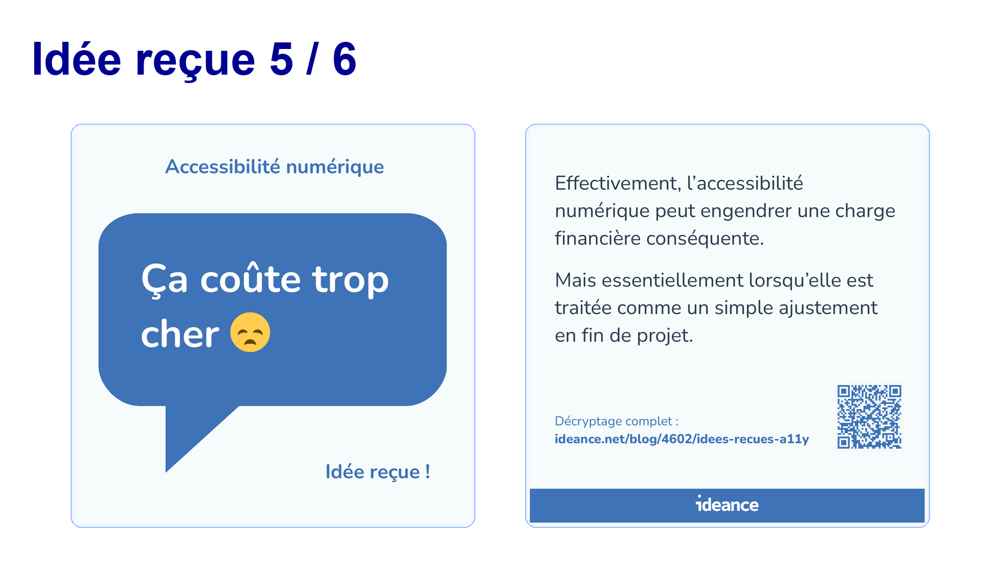 Idée reçue 5 / 6
Accessibilité numérique
Ça coûte trop
cher 😞
Idée reçue !
Effectivement, l’accessibilité
numérique peut engendrer une charge
financière conséquente.
Mais essentiellement lorsqu’elle est
traitée comme un simple ajustement
en fin de projet.
Décryptage complet :
ideance.net/blog/4602/idees-recues-a11y
ideance